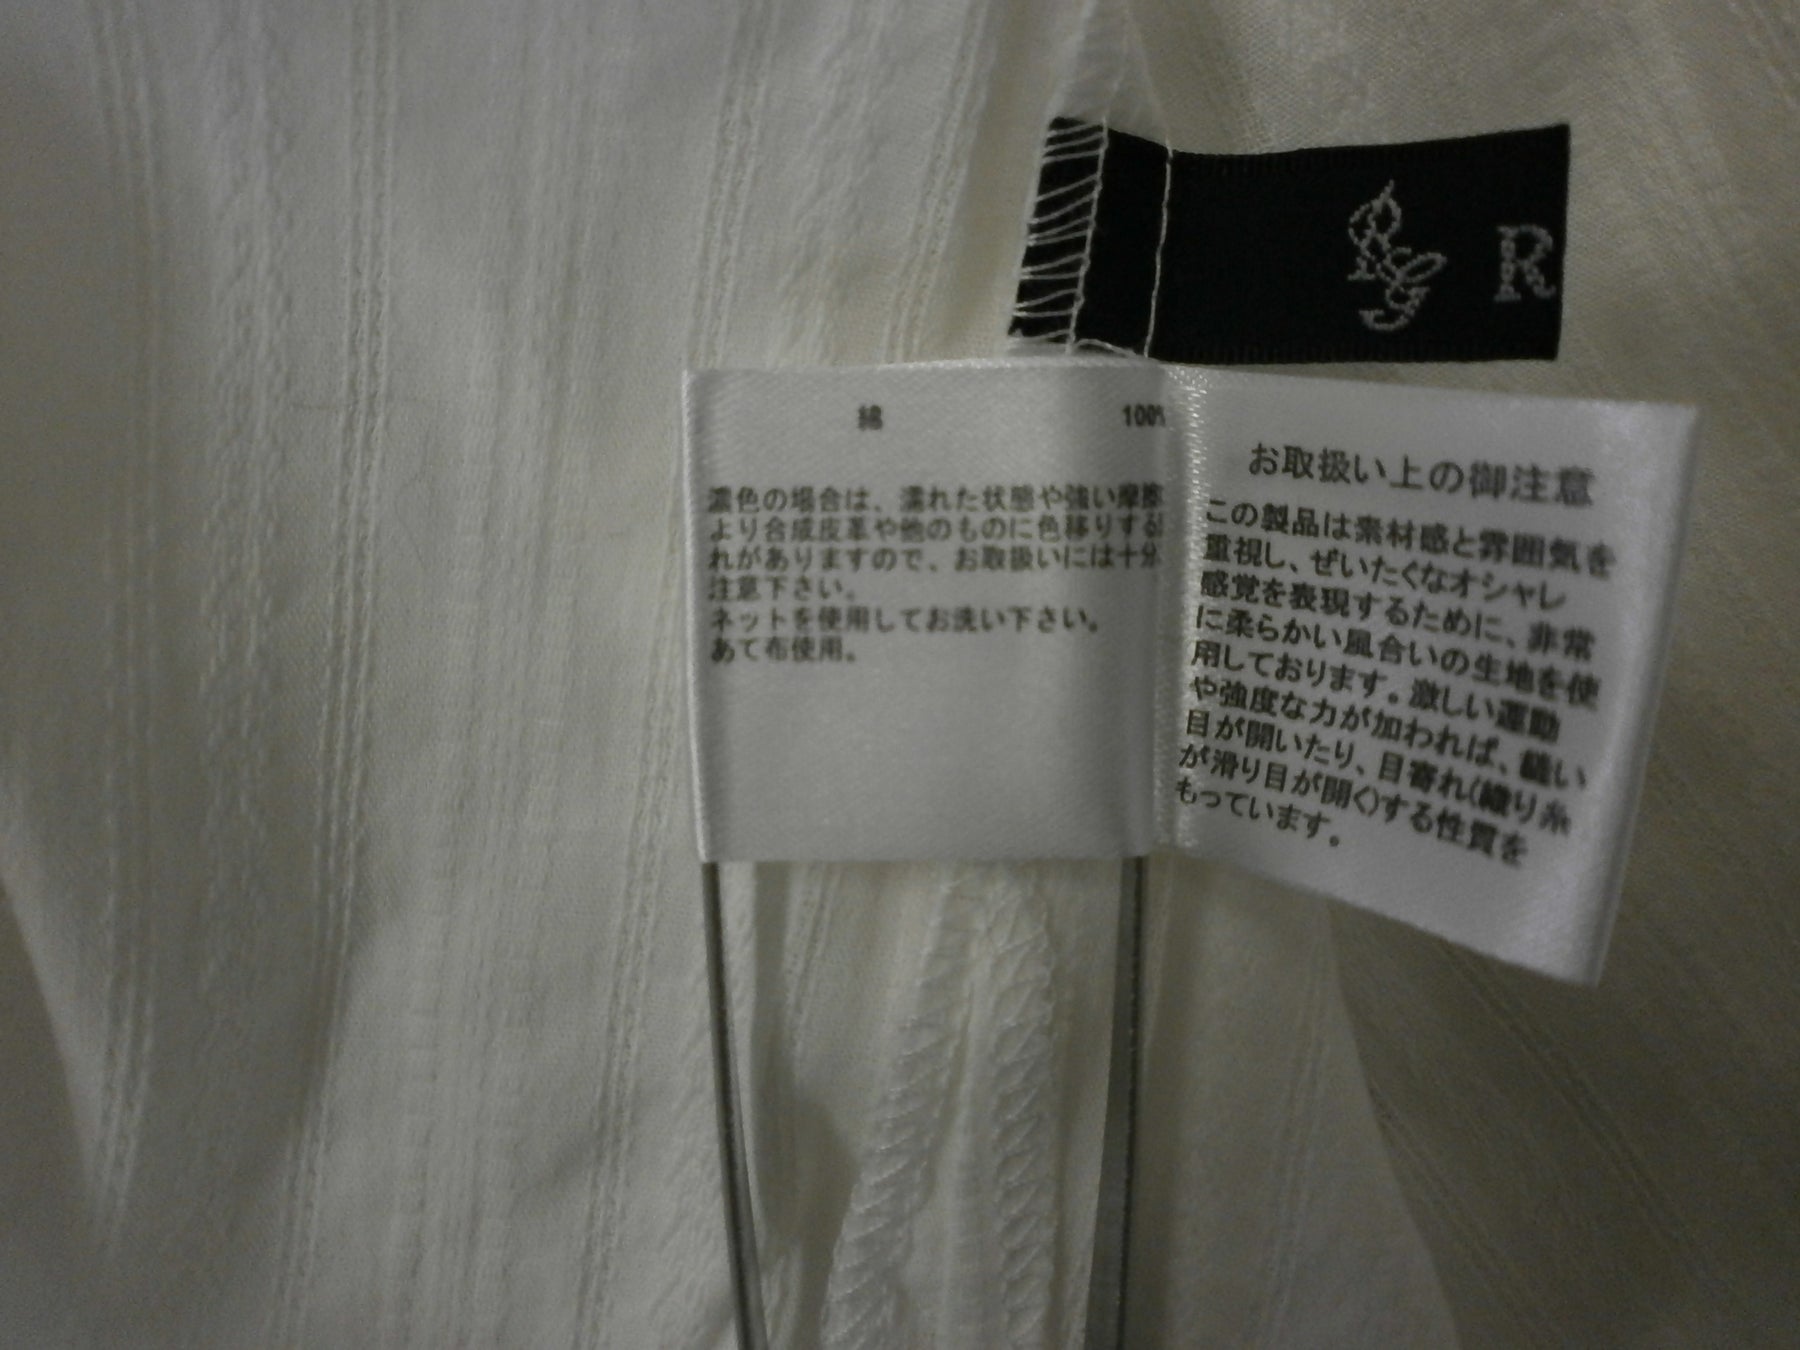 RG R
綿 100%
濃色の場合は、濡れた状態や強い摩擦
より合成皮革や他のものに色移りする
れがありますので、お取扱いには十分
注意下さい。
ネットを使用してお洗い下さい。
あて布使用。
お取扱い上の御注意
この製品は素材感と雰囲気を
重視し、ぜいたくなオシャレ
感覚を表現するために、非常
に柔らかい風合いの生地を使
用しております。激しい運動
や強度な力が加われば、縫い
目が開いたり、目寄れ(織り糸
が滑り目が開く)する性質を
もっています。